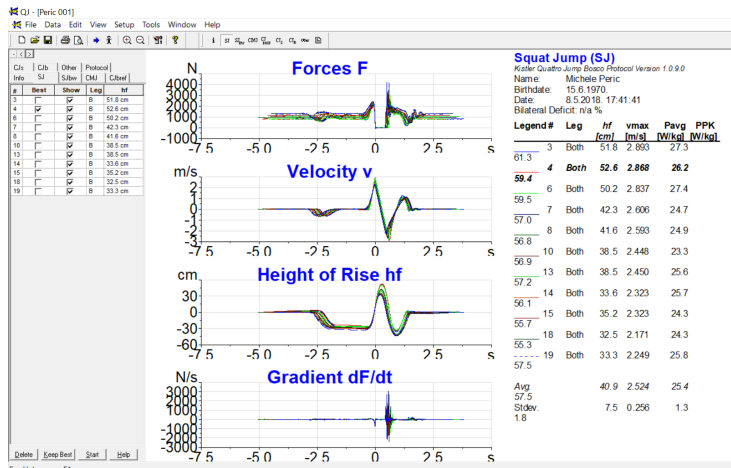 QJ - [Peric 001]
File Data Edit View Setup Tools Window Help
i SJ SJbw CMJ CJs CJb Other
CJs CJb Other Protocol
Info SJ SJbw CMJ CJbref
# Best Show Leg hf
3 B 51.8 cm
4 B 52.6 cm
6 B 50.2 cm
7 B 42.3 cm
8 B 41.6 cm
10 B 38.5 cm
13 B 38.5 cm
14 B 33.6 cm
15 B 35.2 cm
18 B 32.5 cm
19 B 33.3 cm
Delete Keep Best Start Help
N Forces F
4000
3000
2000
1000
0
-1000
-7.5 -5.0 -2.5 0 2.5 s
m/s Velocity v
2
1
0
-1
-2
-3
-7.5 -5.0 -2.5 0 2.5 s
cm Height of Rise hf
30
0
-30
-60
-7.5 -5.0 -2.5 0 2.5 s
N/s Gradient dF/dt
3000
2000
1000
0
-1000
-2000
-3000
-7.5 -5.0 -2.5 0 2.5 s
Squat Jump (SJ)
Kistler Quattro Jump Bosco Protocol Version 1.0.9.0
Name: Michele Peric
Birthdate: 15.6.1970.
Date: 8.5.2018. 17:41:41
Bilateral Deficit: n/a %
Legend # Leg hf vmax Pavg PPK
[cm] [m/s] [W/kg] [W/kg]
3 Both 51.8 2.893 27.3
61.3
4 Both 52.6 2.868 26.2
59.4
6 Both 50.2 2.837 27.4
59.5
7 Both 42.3 2.606 24.7
57.0
8 Both 41.6 2.593 24.9
56.8
10 Both 38.5 2.448 23.3
56.9
13 Both 38.5 2.450 25.6
57.2
14 Both 33.6 2.323 25.7
56.1
15 Both 35.2 2.323 24.3
55.7
18 Both 32.5 2.171 24.3
55.3
19 Both 33.3 2.249 25.8
57.5
Avg. 40.9 2.524 25.4
57.5
Stdev. 7.5 0.256 1.3
1.8